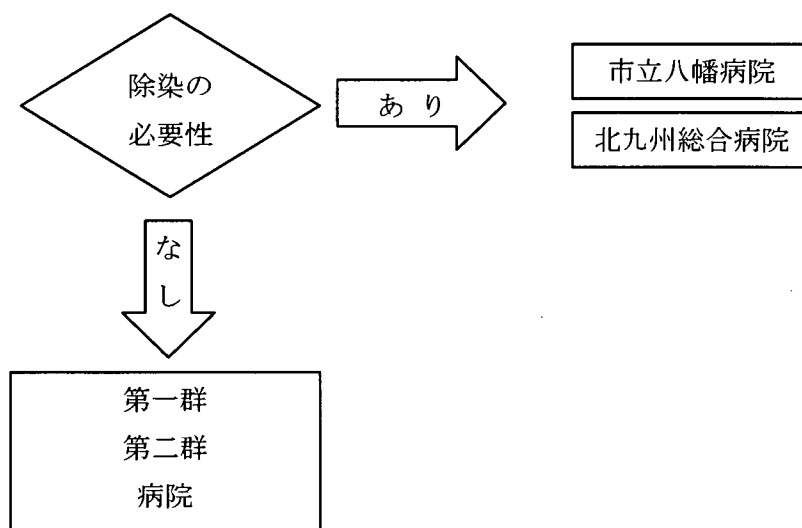 除染の
必要性
あり
市立八幡病院
北九州総合病院
なし
第一群
第二群
病院